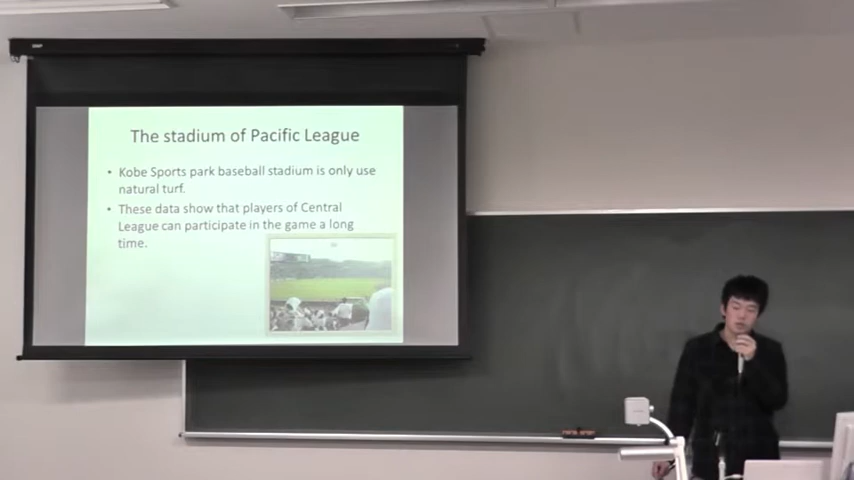 The stadium of Pacific League
• Kobe Sports park baseball stadium is only use
natural turf.
• These data show that players of Central
League can participate in the game a long
time.